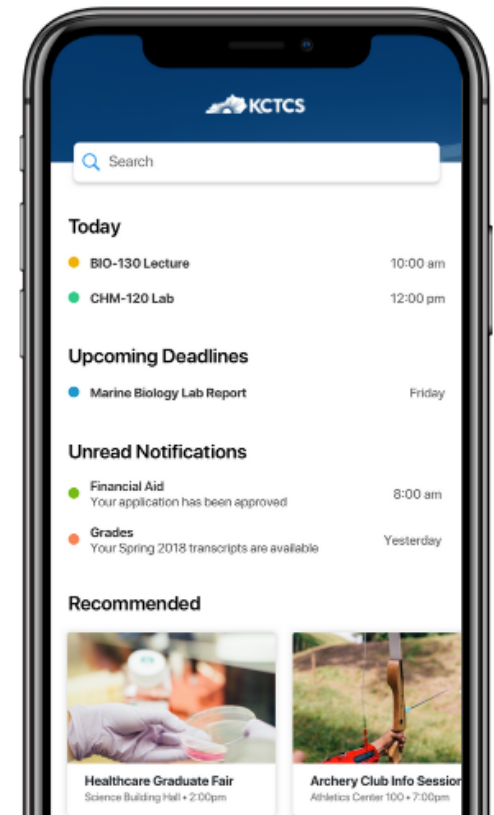 KCTCS
Search
Today
BIO-130 Lecture 10:00 am
CHM-120 Lab 12:00 pm
Upcoming Deadlines
Marine Biology Lab Report Friday
Unread Notifications
Financial Aid
Your application has been approved 8:00 am
Grades
Your Spring 2018 transcripts are available Yesterday
Recommended
Healthcare Graduate Fair
Science Building Hall • 2:00pm
Archery Club Info Session
Athletics Center 100 • 7:00pm